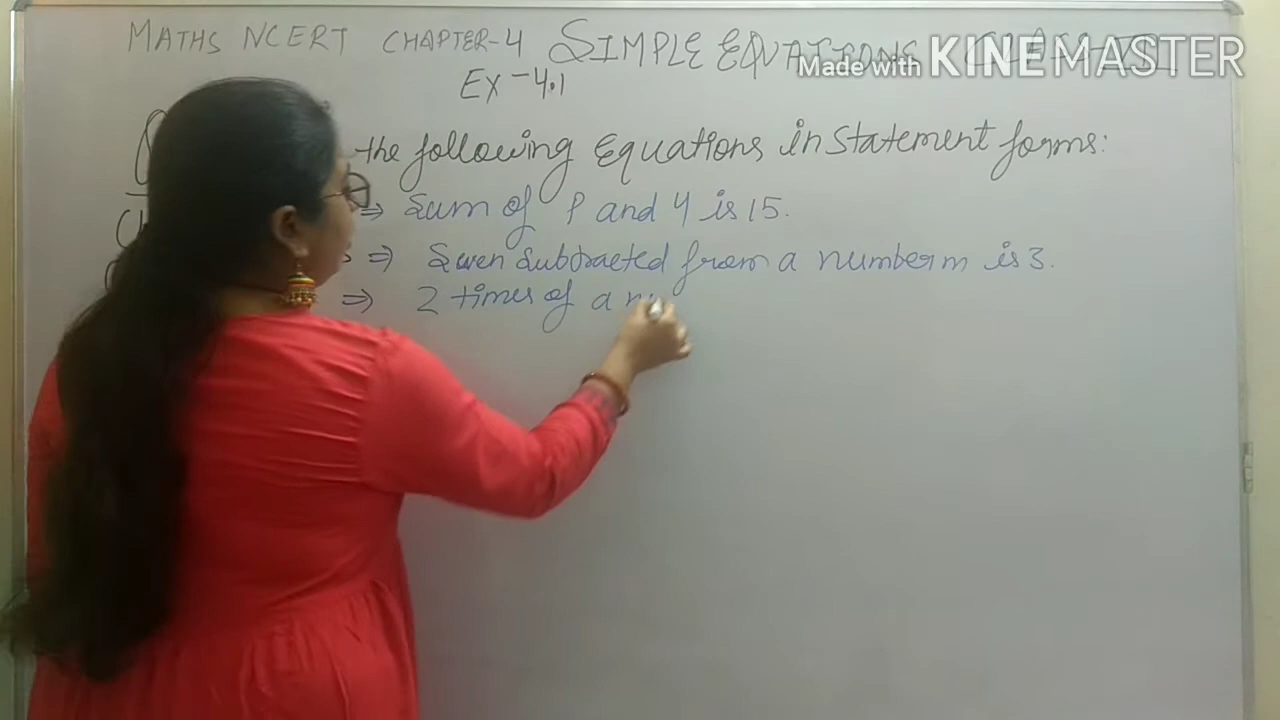 MATHS NCERT CHAPTER-4 SIMPLE EQUATIONS
Made with KINEMASTER
Ex-4.1
the following Equations in Statement forms:
⇒ Sum of P and 4 is 15.
⇒ Seven Subtracted from a number m is 3.
⇒ 2 times of a